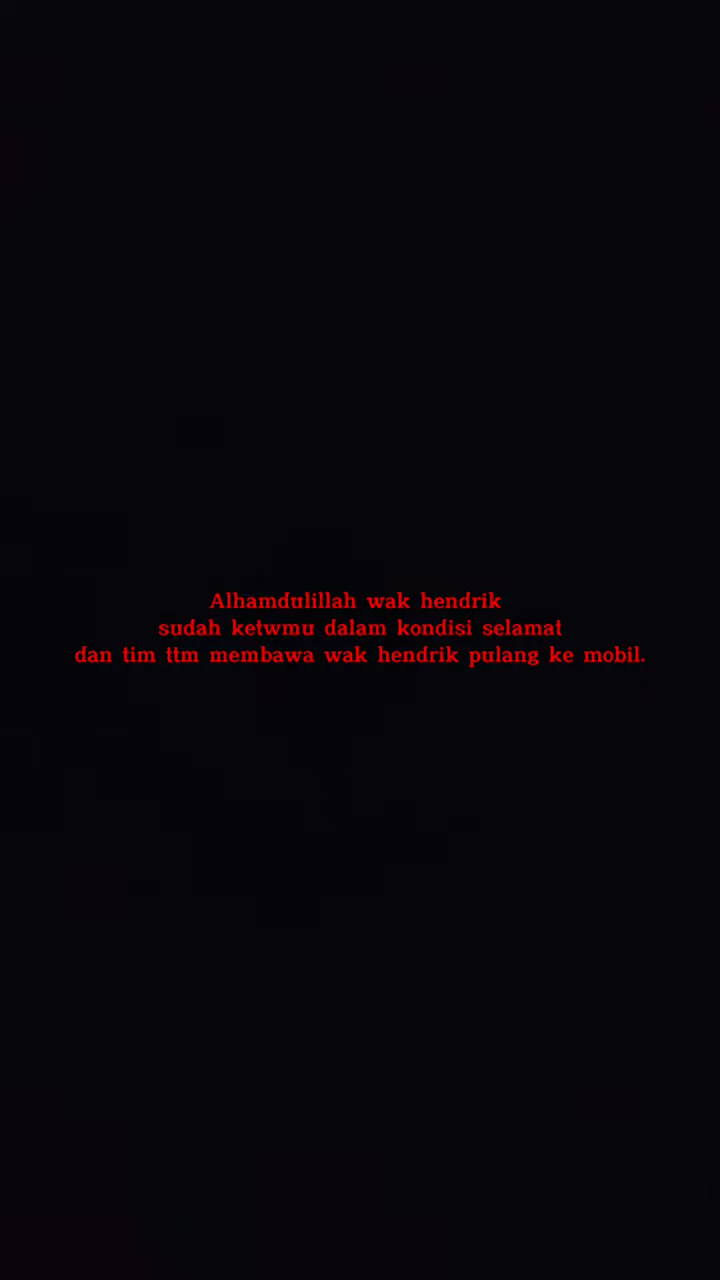 Alhamdulillah wak hendrik
sudah ketwmu dalam kondisi selamat
dan tim ttm membawa wak hendrik pulang ke mobil.